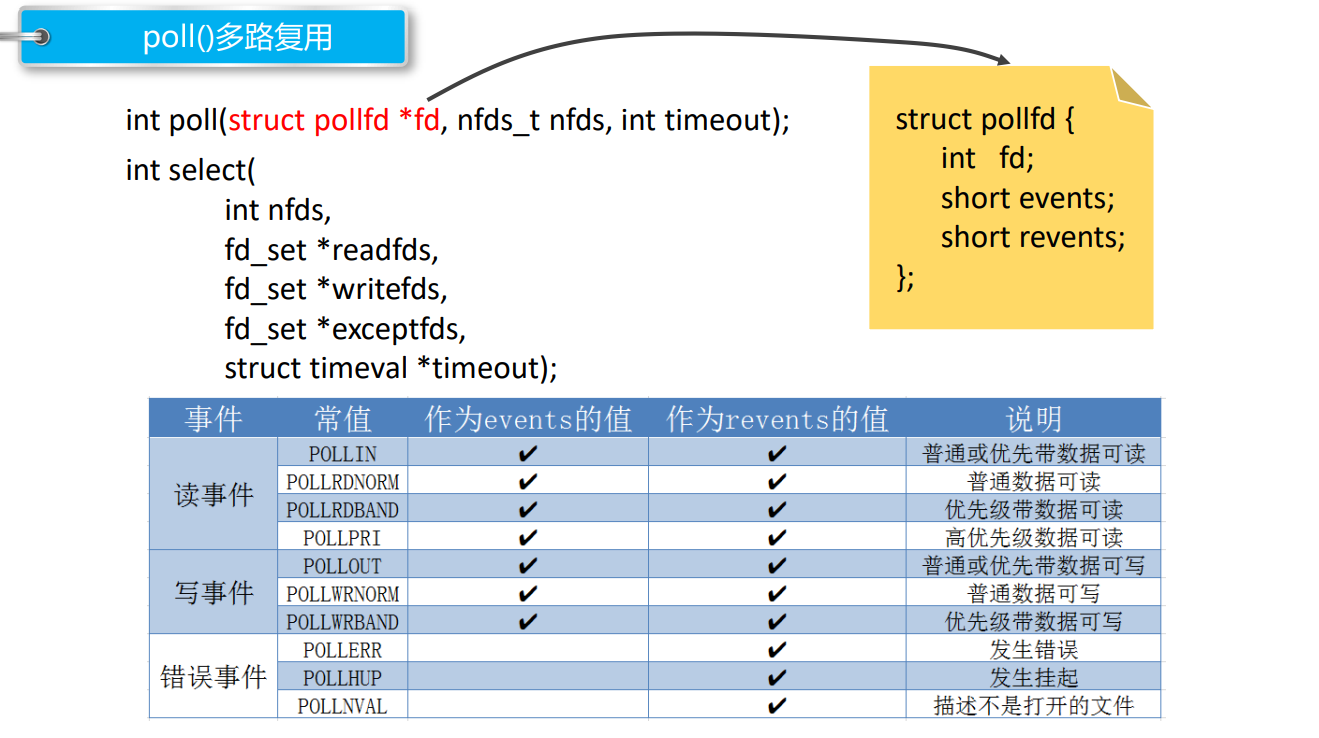 poll()多路复用
int poll(struct pollfd *fd, nfds_t nfds, int timeout);
int select(
int nfds,
fd_set *readfds,
fd_set *writefds,
fd_set *exceptfds,
struct timeval *timeout);
struct pollfd {
int fd;
short events;
short revents;
};
事件 常值 作为events的值 作为revents的值 说明
读事件
POLLIN ✔ ✔ 普通或优先带数据可读
POLLRDNORM ✔ ✔ 普通数据可读
POLLRDBAND ✔ ✔ 优先级带数据可读
POLLPRI ✔ ✔ 高优先级数据可读
写事件
POLLOUT ✔ ✔ 普通或优先带数据可写
POLLWRNORM ✔ ✔ 普通数据可写
POLLWRBAND ✔ ✔ 优先级带数据可写
错误事件
POLLERR ✔ 发生错误
POLLHUP ✔ 发生挂起
POLLNVAL ✔ 描述不是打开的文件